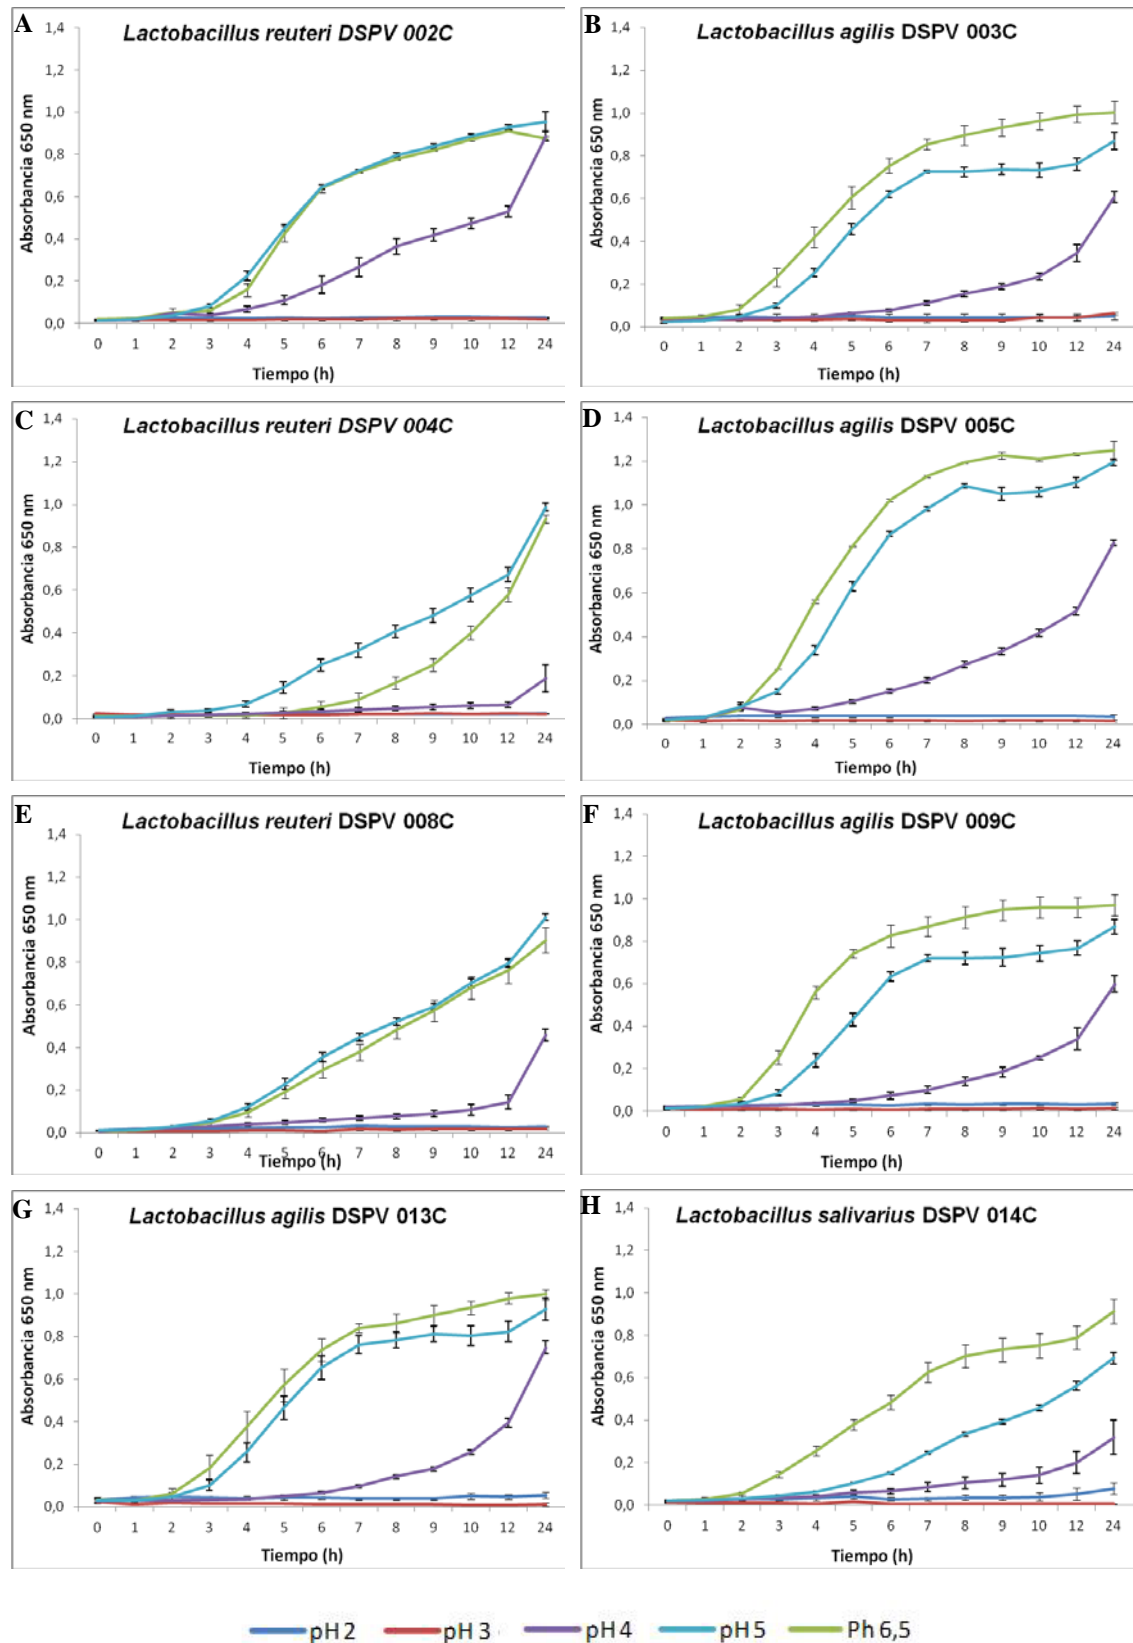 A
Lactobacillus reuteri DSPV 002C
Absorbancia 650 nm
1,4
1,2
1,0
0,8
0,6
0,4
0,2
0,0
0 1 2 3 4 5 6 7 8 9 10 12 24
Tiempo (h)
B
Lactobacillus agilis DSPV 003C
Absorbancia 650 nm
1,4
1,2
1,0
0,8
0,6
0,4
0,2
0,0
0 1 2 3 4 5 6 7 8 9 10 12 24
Tiempo (h)
C
Lactobacillus reuteri DSPV 004C
Absorbancia 650 nm
1,4
1,2
1,0
0,8
0,6
0,4
0,2
0,0
0 1 2 3 4 5 6 7 8 9 10 12 24
Tiempo (h)
D
Lactobacillus agilis DSPV 005C
Absorbancia 650 nm
1,4
1,2
1,0
0,8
0,6
0,4
0,2
0,0
0 1 2 3 4 5 6 7 8 9 10 12 24
Tiempo (h)
E
Lactobacillus reuteri DSPV 008C
Absorbancia 650 nm
1,4
1,2
1,0
0,8
0,6
0,4
0,2
0,0
0 1 2 3 4 5 6 7 8 9 10 12 24
Tiempo (h)
F
Lactobacillus agilis DSPV 009C
Absorbancia 650 nm
1,4
1,2
1,0
0,8
0,6
0,4
0,2
0,0
0 1 2 3 4 5 6 7 8 9 10 12 24
Tiempo (h)
G
Lactobacillus agilis DSPV 013C
Absorbancia 650 nm
1,4
1,2
1,0
0,8
0,6
0,4
0,2
0,0
0 1 2 3 4 5 6 7 8 9 10 12 24
Tiempo (h)
H
Lactobacillus salivarius DSPV 014C
Absorbancia 650 nm
1,4
1,2
1,0
0,8
0,6
0,4
0,2
0,0
0 1 2 3 4 5 6 7 8 9 10 12 24
Tiempo (h)
pH 2 pH 3 pH 4 pH 5 Ph 6,5